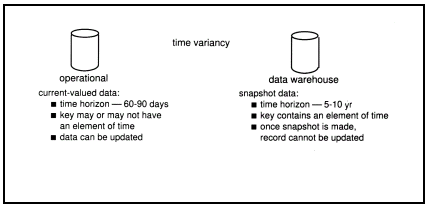 time variancy
operational
current-valued data:
■ time horizon — 60-90 days
■ key may or may not have
an element of time
■ data can be updated
data warehouse
snapshot data:
■ time horizon — 5-10 yr
■ key contains an element of time
■ once snapshot is made,
record cannot be updated